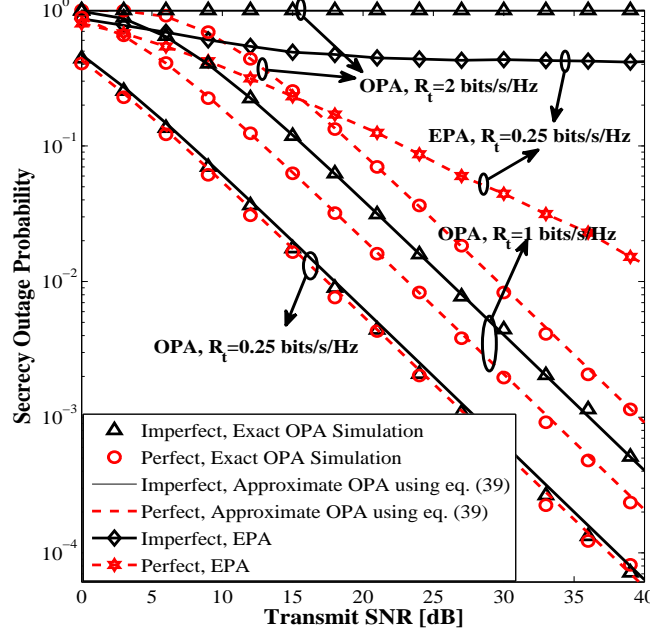 10^0
10^-1
10^-2
10^-3
10^-4
Secrecy Outage Probability
OPA, R_t=2 bits/s/Hz
EPA, R_t=0.25 bits/s/Hz
OPA, R_t=1 bits/s/Hz
OPA, R_t=0.25 bits/s/Hz
Imperfect, Exact OPA Simulation
Perfect, Exact OPA Simulation
Imperfect, Approximate OPA using eq. (39)
Perfect, Approximate OPA using eq. (39)
Imperfect, EPA
Perfect, EPA
0 5 10 15 20 25 30 35 40
Transmit SNR [dB]